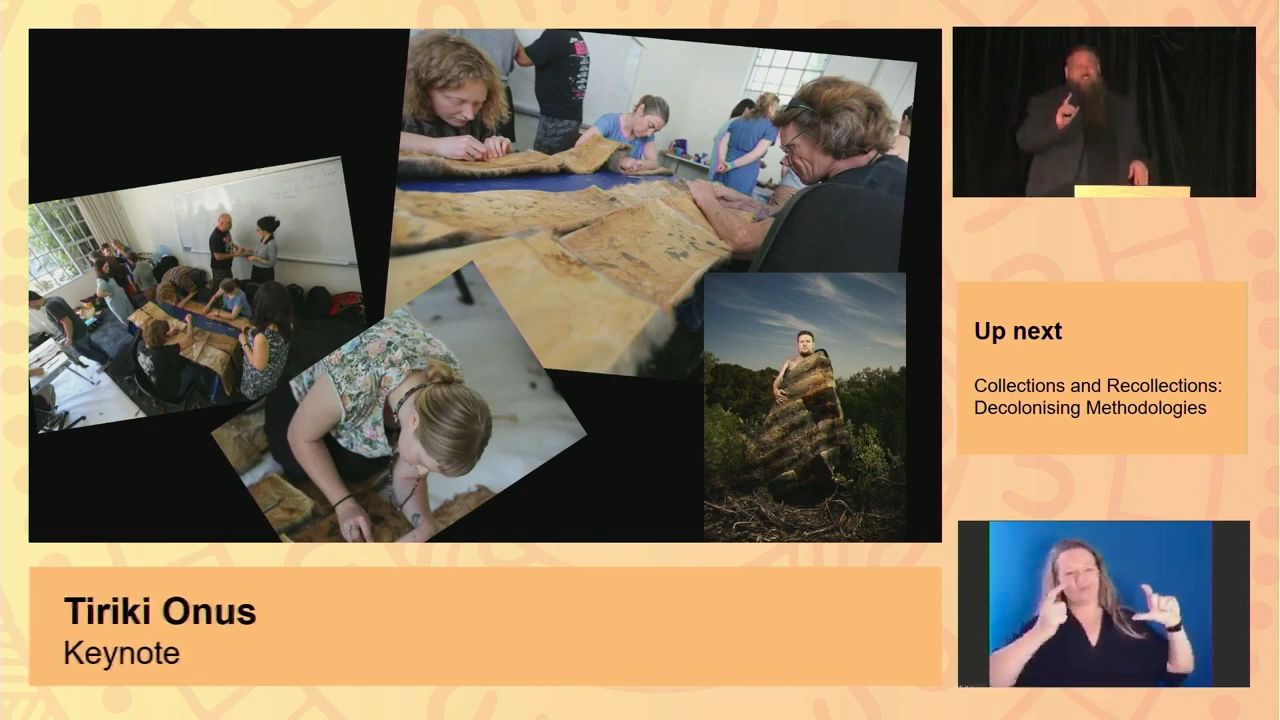 Tiriki Onus
Keynote
Up next
Collections and Recollections:
Decolonising Methodologies